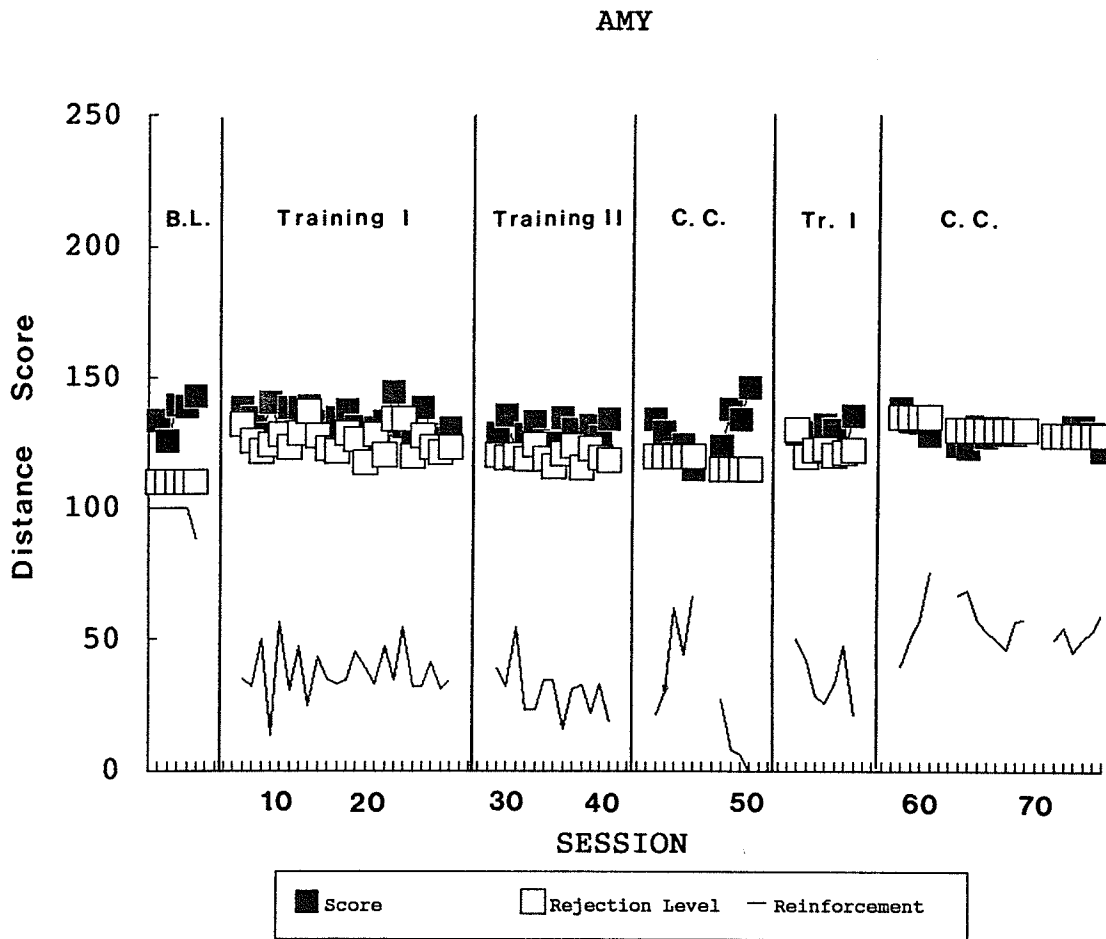 AMY
250
200
150
100
50
0
Distance Score
B.L. Training I Training II C.C. Tr. I C.C.
10 20 30 40 50 60 70
SESSION
Score Rejection Level Reinforcement